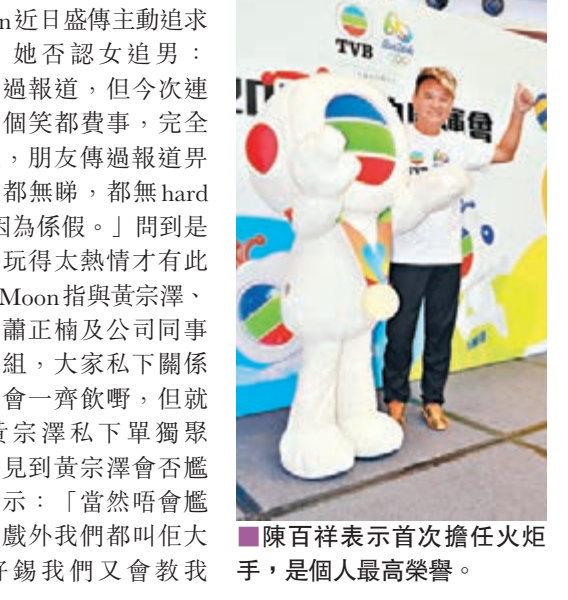 n近日盛傳主動追求
她否認女追男：
過報道，但今次連
個笑都費事，完全
，朋友傳過報道畀
都無睇，都無hard
因為係假。」問到是
玩得太熱情才有此
Moon指與黃宗澤、
蕭正楠及公司同事
組，大家私下關係
會一齊飲嘢，但就
黃宗澤私下單獨聚
見到黃宗澤會否尷
示：「當然唔會尷
戲外我們都叫佢大
好錫我們又會教我
TVB
■陳百祥表示首次擔任火炬
手，是個人最高榮譽。